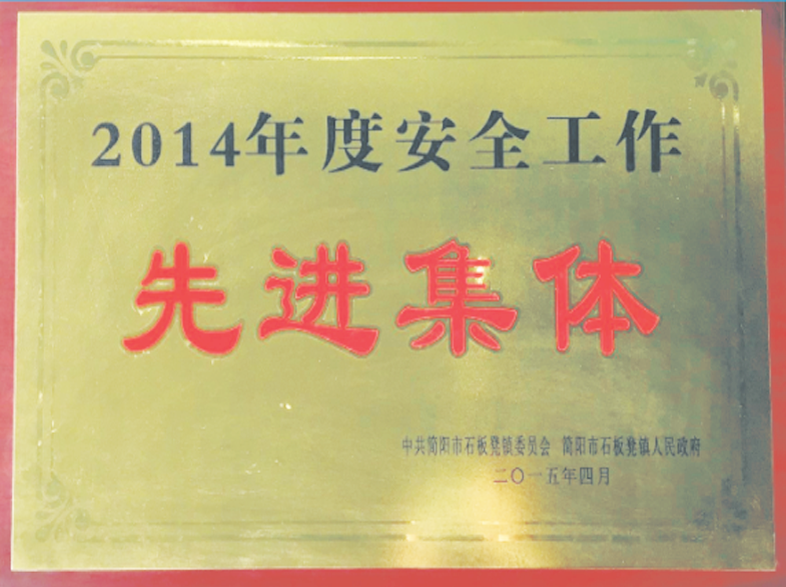 2014年度安全工作
先进集体
中共简阳市石板凳镇委员会 简阳市石板凳镇人民政府
二〇一五年四月